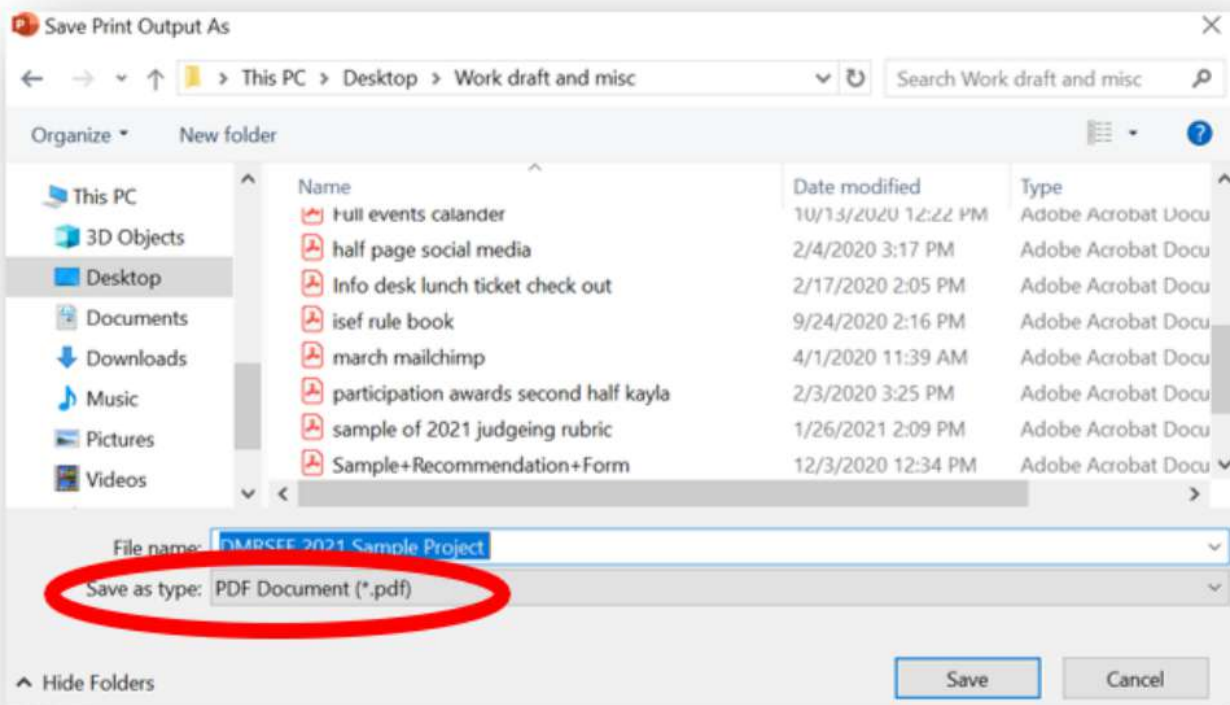 Save Print Output As
This PC > Desktop > Work draft and misc
Search Work draft and misc
Organize
New folder
Name
Date modified
Type
This PC
3D Objects
Desktop
Documents
Downloads
Music
Pictures
Videos
Full events calander 10/13/2020 12:22 PM Adobe Acrobat Docu
half page social media 2/4/2020 3:17 PM Adobe Acrobat Docu
Info desk lunch ticket check out 2/17/2020 2:05 PM Adobe Acrobat Docu
isef rule book 9/24/2020 2:16 PM Adobe Acrobat Docu
march mailchimp 4/1/2020 11:39 AM Adobe Acrobat Docu
participation awards second half kayla 2/3/2020 3:25 PM Adobe Acrobat Docu
sample of 2021 judgeing rubric 1/26/2021 2:09 PM Adobe Acrobat Docu
Sample+Recommendation+Form 12/3/2020 12:34 PM Adobe Acrobat Docu
File name: DMRSEF 2021 Sample Project
Save as type: PDF Document (*.pdf)
Hide Folders
Save
Cancel